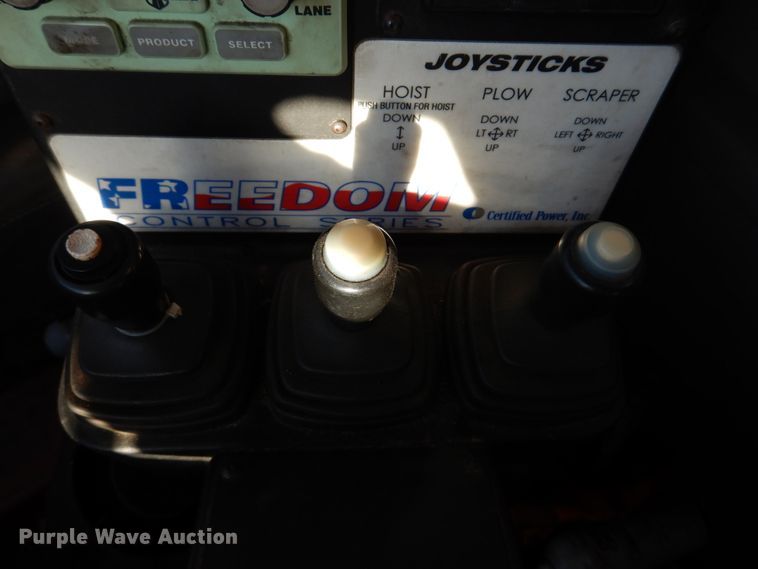 LANE
MODE PRODUCT SELECT
JOYSTICKS
HOIST PLOW SCRAPER
PUSH BUTTON FOR HOIST
DOWN DOWN DOWN
LT RT LEFT RIGHT
UP UP UP
FREEDOM
CONTROL SERIES
Certified Power, Inc.
Purple Wave Auction